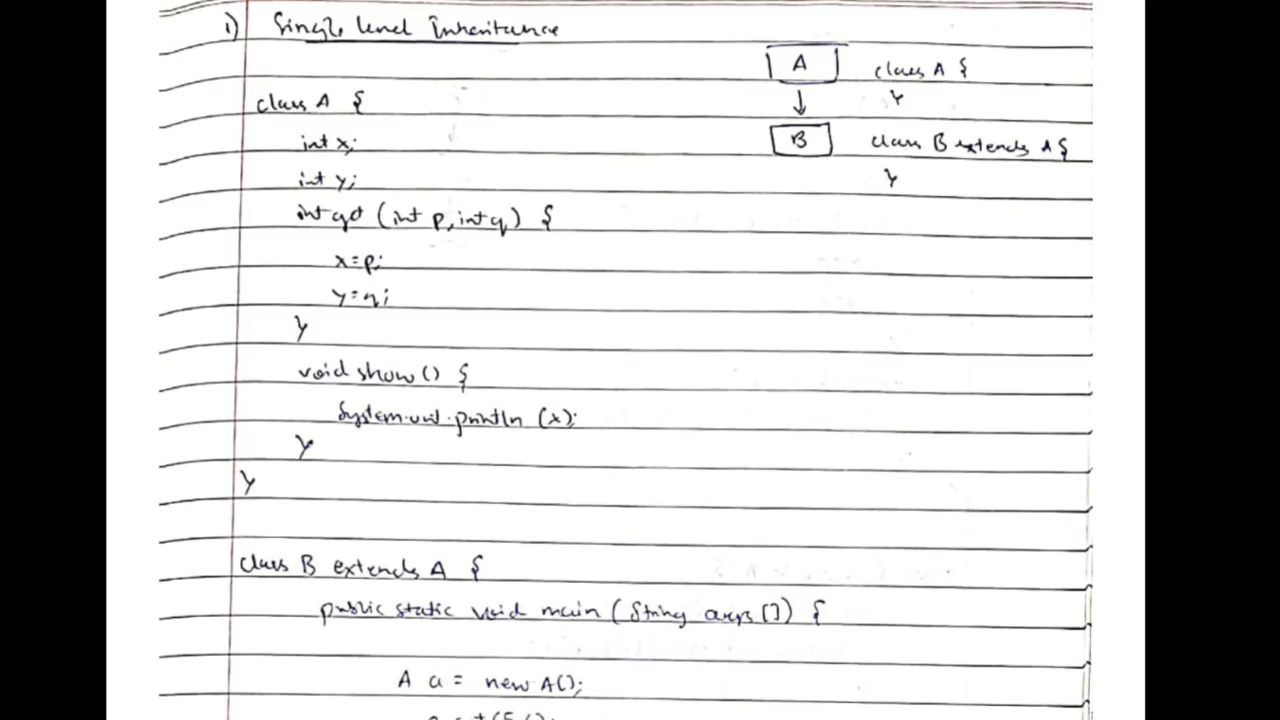 1) Single level Inheritance
A class A {
}
B class B extends A {
}
class A {
int x;
int y;
int get (int p, int q) {
x=p;
y=q;
}
void show() {
System.out.println (x);
}
}
class B extends A {
public static void main (String args []) {
A a = new A();